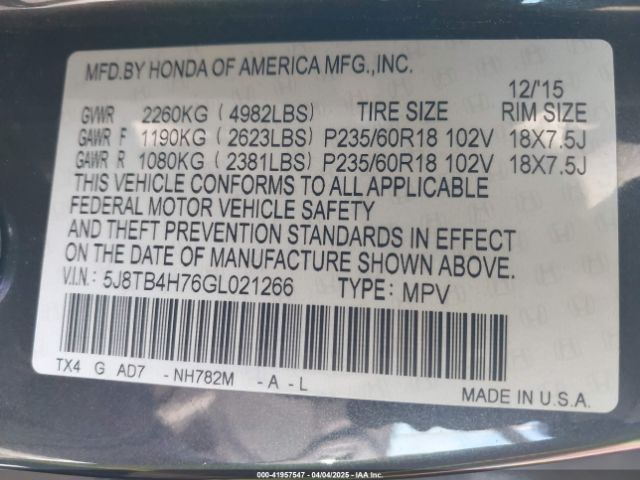 MFD.BY HONDA OF AMERICA MFG.,INC.
12/'15
GVWR 2260KG ( 4982LBS) TIRE SIZE RIM SIZE
GAWR F 1190KG ( 2623LBS) P235/60R18 102V 18X7.5J
GAWR R 1080KG ( 2381LBS) P235/60R18 102V 18X7.5J
THIS VEHICLE CONFORMS TO ALL APPLICABLE
FEDERAL MOTOR VEHICLE SAFETY
AND THEFT PREVENTION STANDARDS IN EFFECT
ON THE DATE OF MANUFACTURE SHOWN ABOVE.
V.I.N.: 5J8TB4H76GL021266 TYPE: MPV
TX4 G AD7 -NH782M -A -L
MADE IN U.S.A.
000-41957547 - 04/04/2025 - IAAI.COM